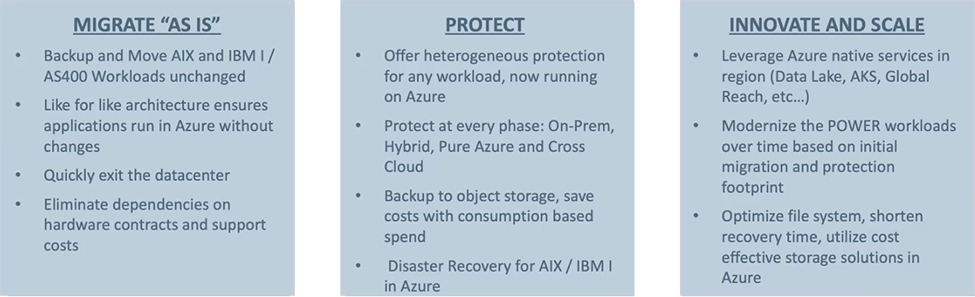 MIGRATE “AS IS”
• Backup and Move AIX and IBM I /
AS400 Workloads unchanged
• Like for like architecture ensures
applications run in Azure without
changes
• Quickly exit the datacenter
• Eliminate dependencies on
hardware contracts and support
costs
PROTECT
• Offer heterogeneous protection
for any workload, now running
on Azure
• Protect at every phase: On-Prem,
Hybrid, Pure Azure and Cross
Cloud
• Backup to object storage, save
costs with consumption based
spend
• Disaster Recovery for AIX / IBM I
in Azure
INNOVATE AND SCALE
• Leverage Azure native services in
region (Data Lake, AKS, Global
Reach, etc...)
• Modernize the POWER workloads
over time based on initial
migration and protection
footprint
• Optimize file system, shorten
recovery time, utilize cost
effective storage solutions in
Azure